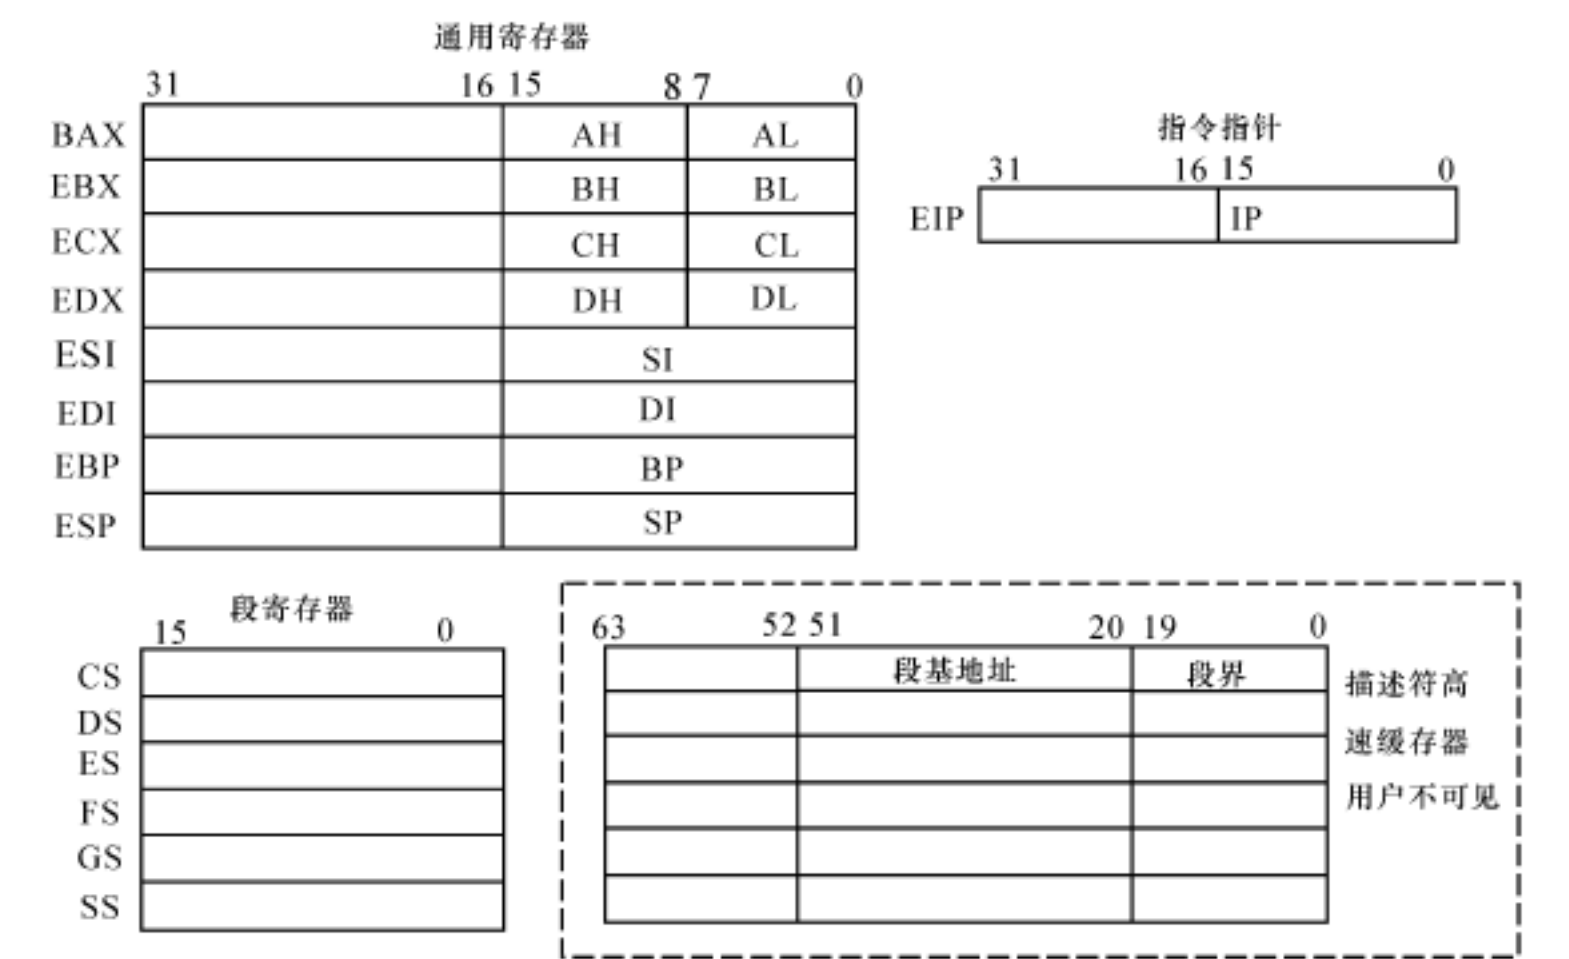 通用寄存器
31 16 15 8 7 0
BAX AH AL
EBX BH BL
ECX CH CL
EDX DH DL
ESI SI
EDI DI
EBP BP
ESP SP
指令指针
31 16 15 0
EIP IP
段寄存器
15 0
CS
DS
ES
FS
GS
SS
63 52 51 20 19 0
段基地址 段界
描述符高
速缓存器
用户不可见